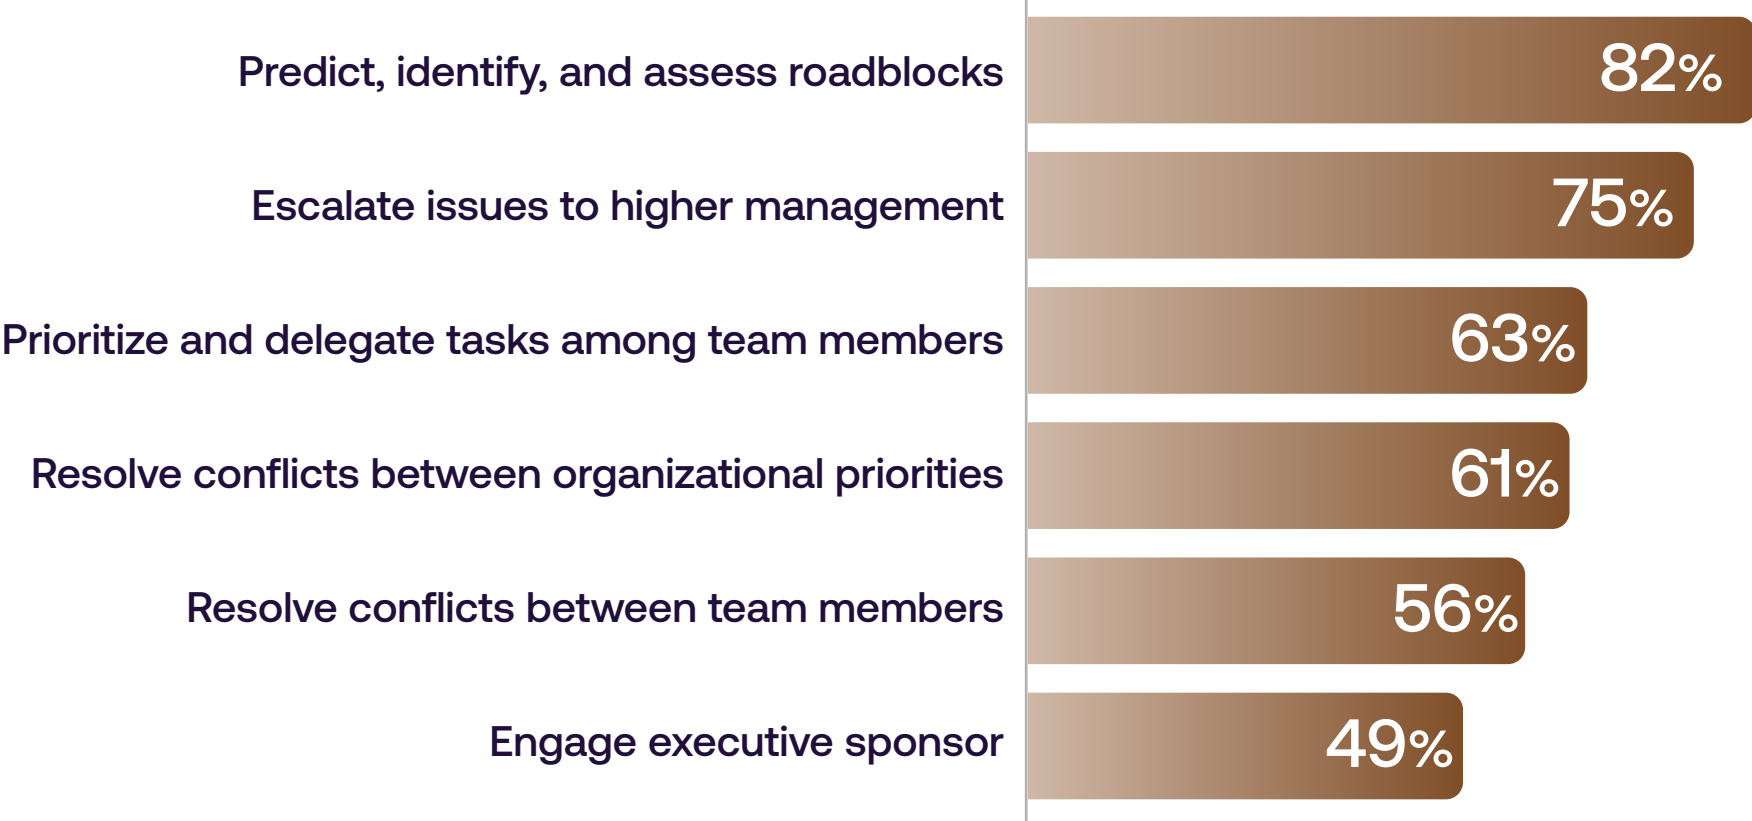 Predict, identify, and assess roadblocks 82%
Escalate issues to higher management 75%
Prioritize and delegate tasks among team members 63%
Resolve conflicts between organizational priorities 61%
Resolve conflicts between team members 56%
Engage executive sponsor 49%